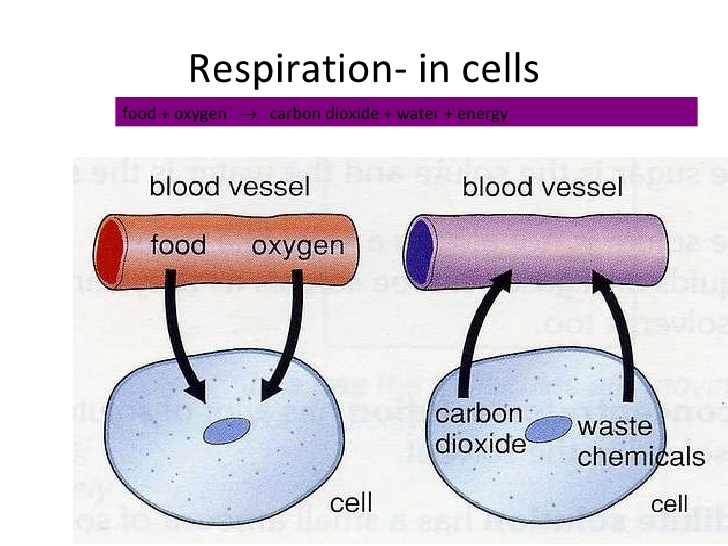 Respiration- in cells
food + oxygen → carbon dioxide + water + energy
blood vessel
food oxygen
cell
blood vessel
carbon
dioxide
waste
chemicals
cell